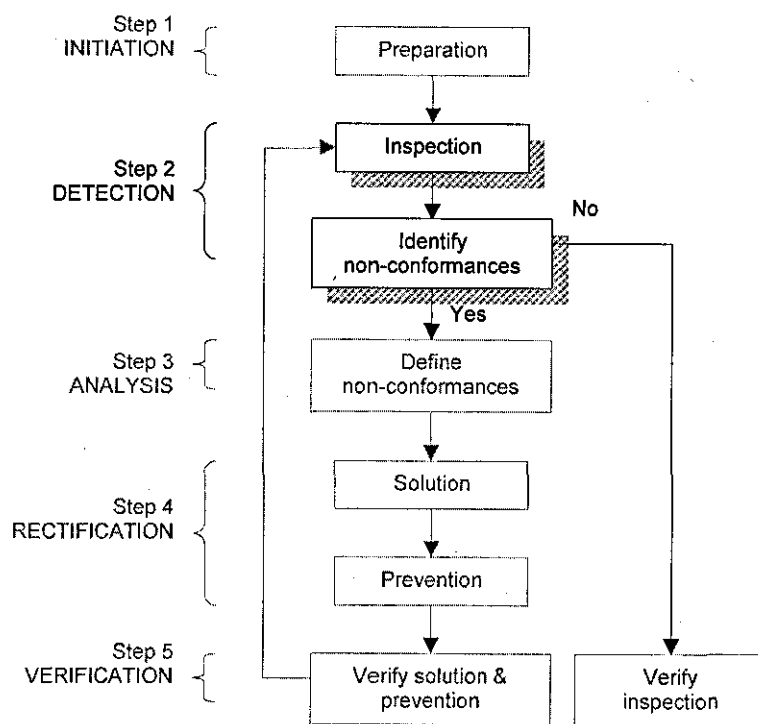 Step 1
INITIATION
Preparation
Step 2
DETECTION
Inspection
No
Identify
non-conformances
Yes
Step 3
ANALYSIS
Define
non-conformances
Step 4
RECTIFICATION
Solution
Prevention
Step 5
VERIFICATION
Verify solution &
prevention
Verify
inspection